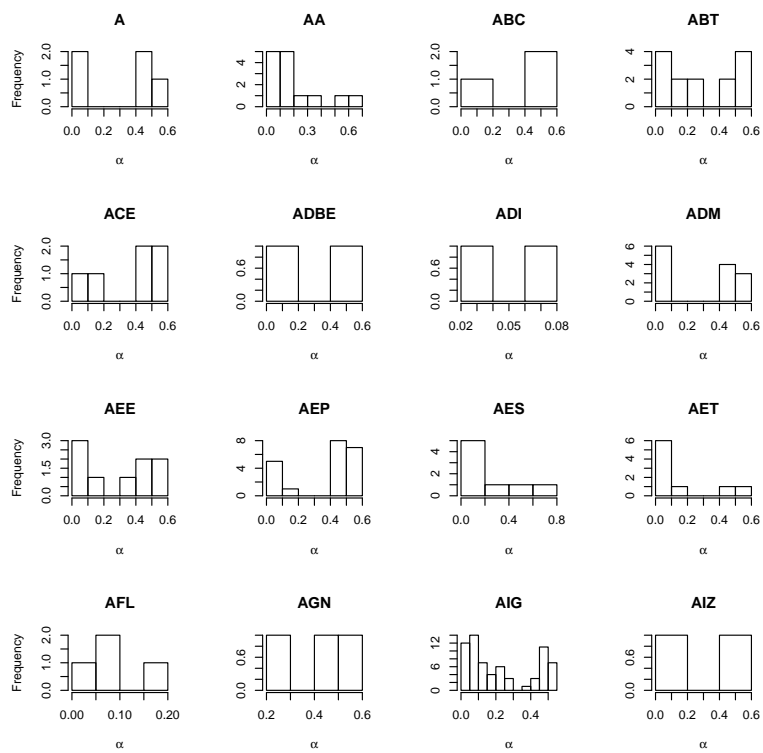 A
Frequency
2.0
1.0
0.0
0.0 0.2 0.4 0.6
α
AA
4
2
0
0.0 0.3 0.6
α
ABC
2.0
1.0
0.0
0.0 0.2 0.4 0.6
α
ABT
4
2
0
0.0 0.2 0.4 0.6
α
ACE
Frequency
2.0
1.0
0.0
0.0 0.2 0.4 0.6
α
ADBE
0.6
0.0
0.0 0.2 0.4 0.6
α
ADI
0.6
0.0
0.02 0.05 0.08
α
ADM
6
4
2
0
0.0 0.2 0.4 0.6
α
AEE
Frequency
3.0
1.5
0.0
0.0 0.2 0.4 0.6
α
AEP
8
4
0
0.0 0.2 0.4 0.6
α
AES
4
2
0
0.0 0.4 0.8
α
AET
6
4
2
0
0.0 0.2 0.4 0.6
α
AFL
Frequency
2.0
1.0
0.0
0.00 0.10 0.20
α
AGN
0.6
0.0
0.2 0.4 0.6
α
AIG
12
6
0
0.0 0.2 0.4
α
AIZ
0.6
0.0
0.0 0.2 0.4 0.6
α